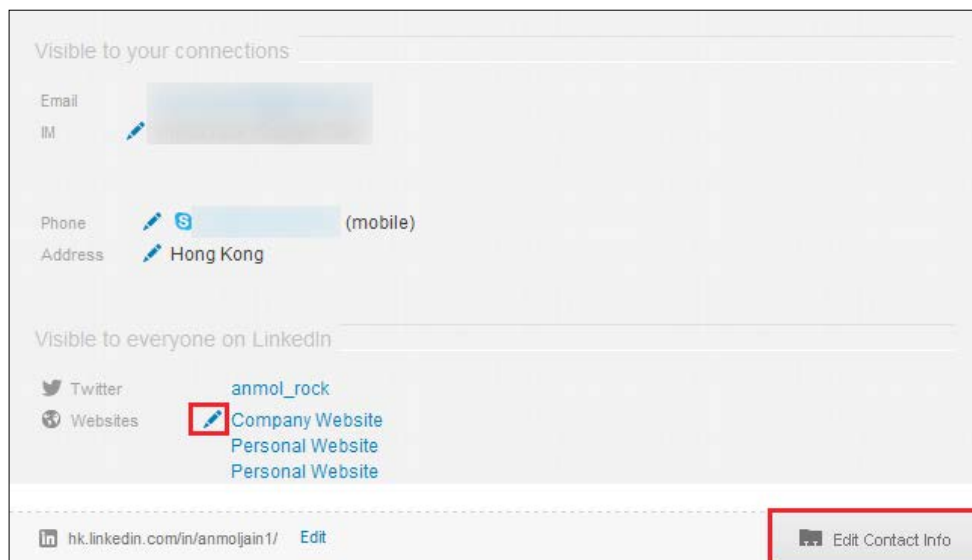 Visible to your connections
Email
IM
Phone (mobile)
Address Hong Kong
Visible to everyone on LinkedIn
Twitter anmol_rock
Websites Company Website
Personal Website
Personal Website
in hk.linkedin.com/in/anmoljain1/ Edit Edit Contact Info